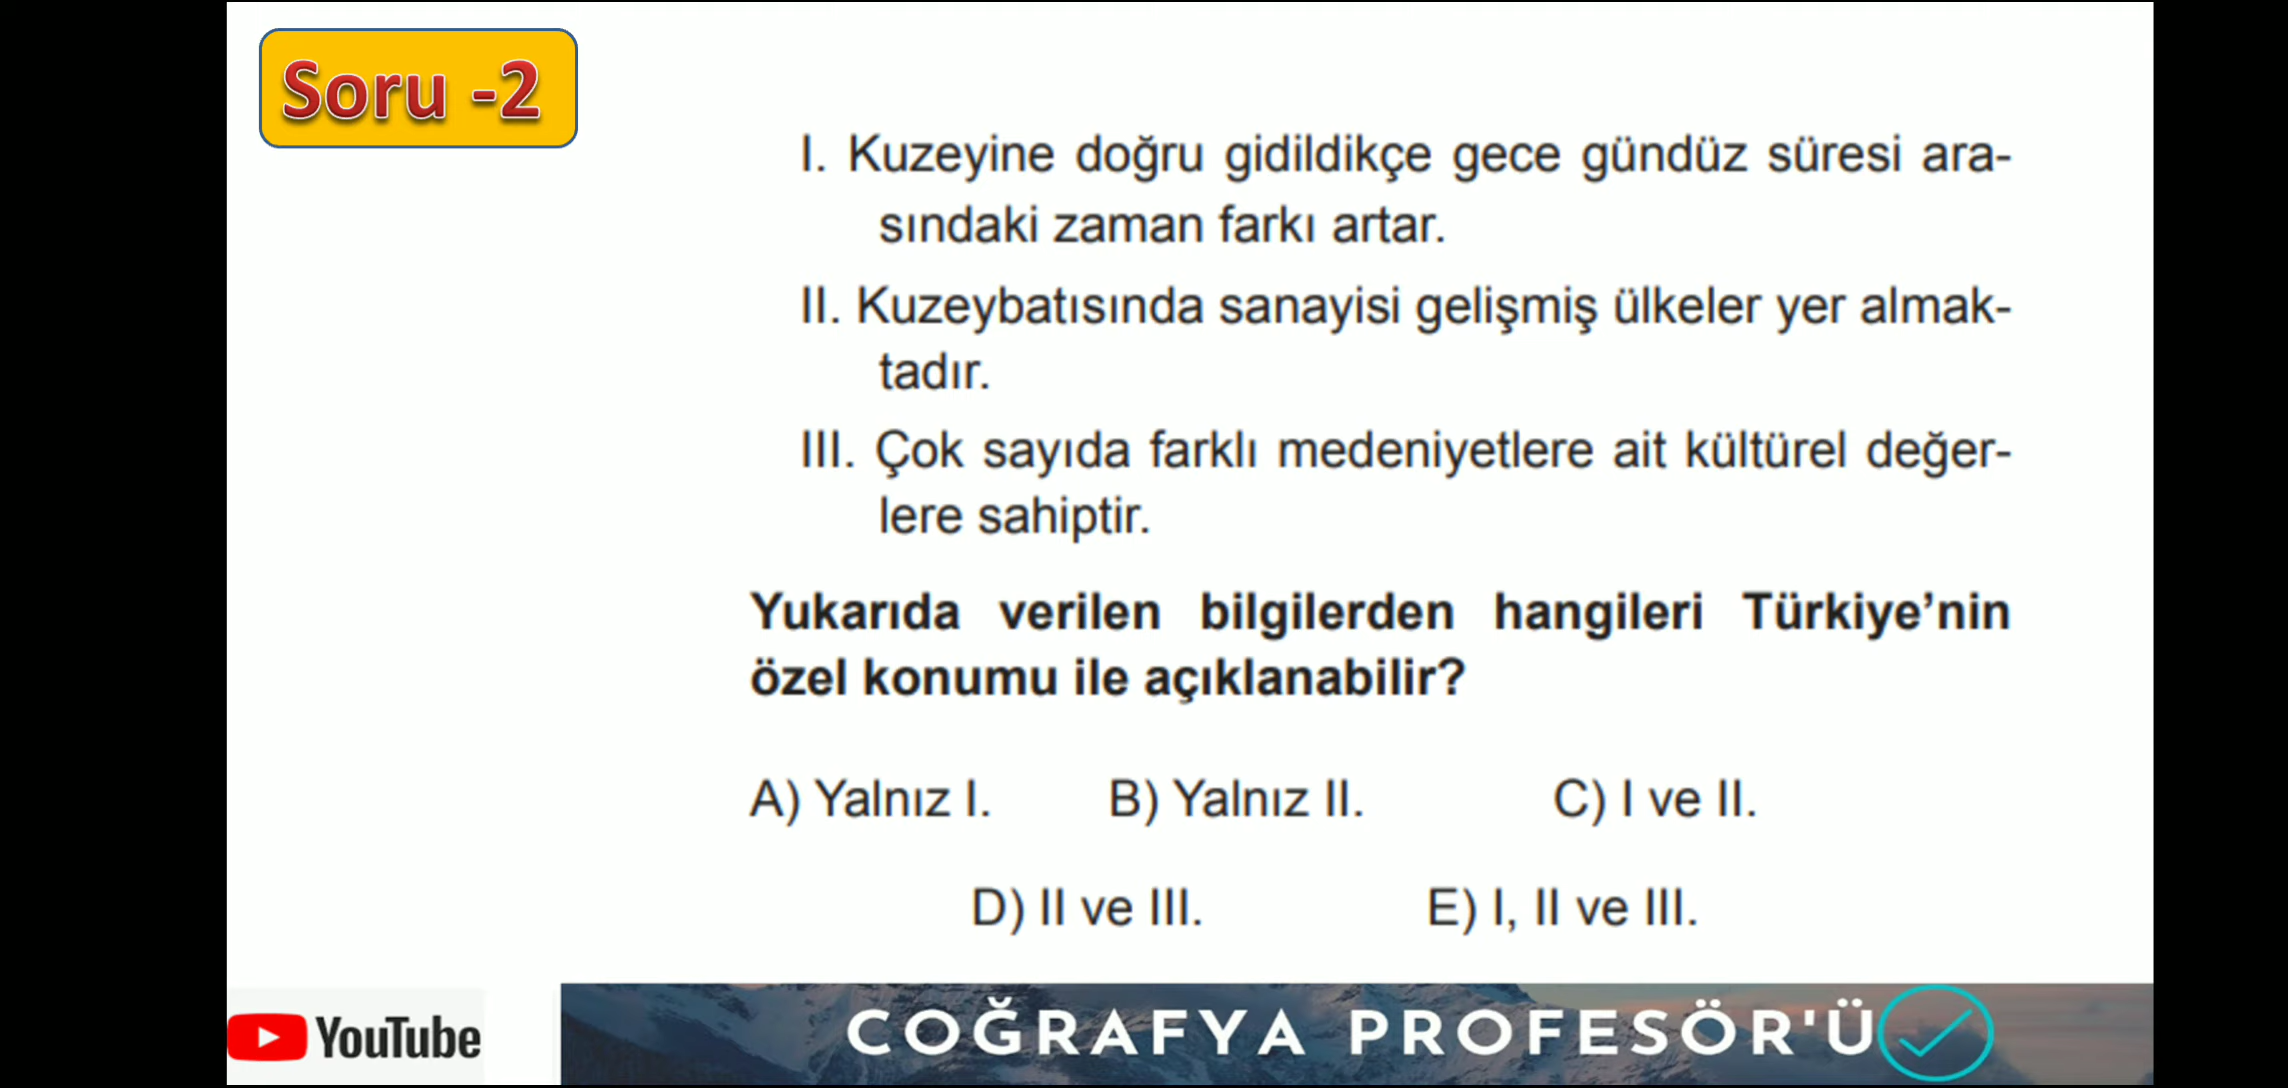 Soru -2
I. Kuzeyine doğru gidildikçe gece gündüz süresi ara-
sındaki zaman farkı artar.
II. Kuzeybatısında sanayisi gelişmiş ülkeler yer almak-
tadır.
III. Çok sayıda farklı medeniyetlere ait kültürel değer-
lere sahiptir.
Yukarıda verilen bilgilerden hangileri Türkiye’nin
özel konumu ile açıklanabilir?
A) Yalnız I. B) Yalnız II. C) I ve II.
D) II ve III. E) I, II ve III.
YouTube COĞRAFYA PROFESÖR'Ü